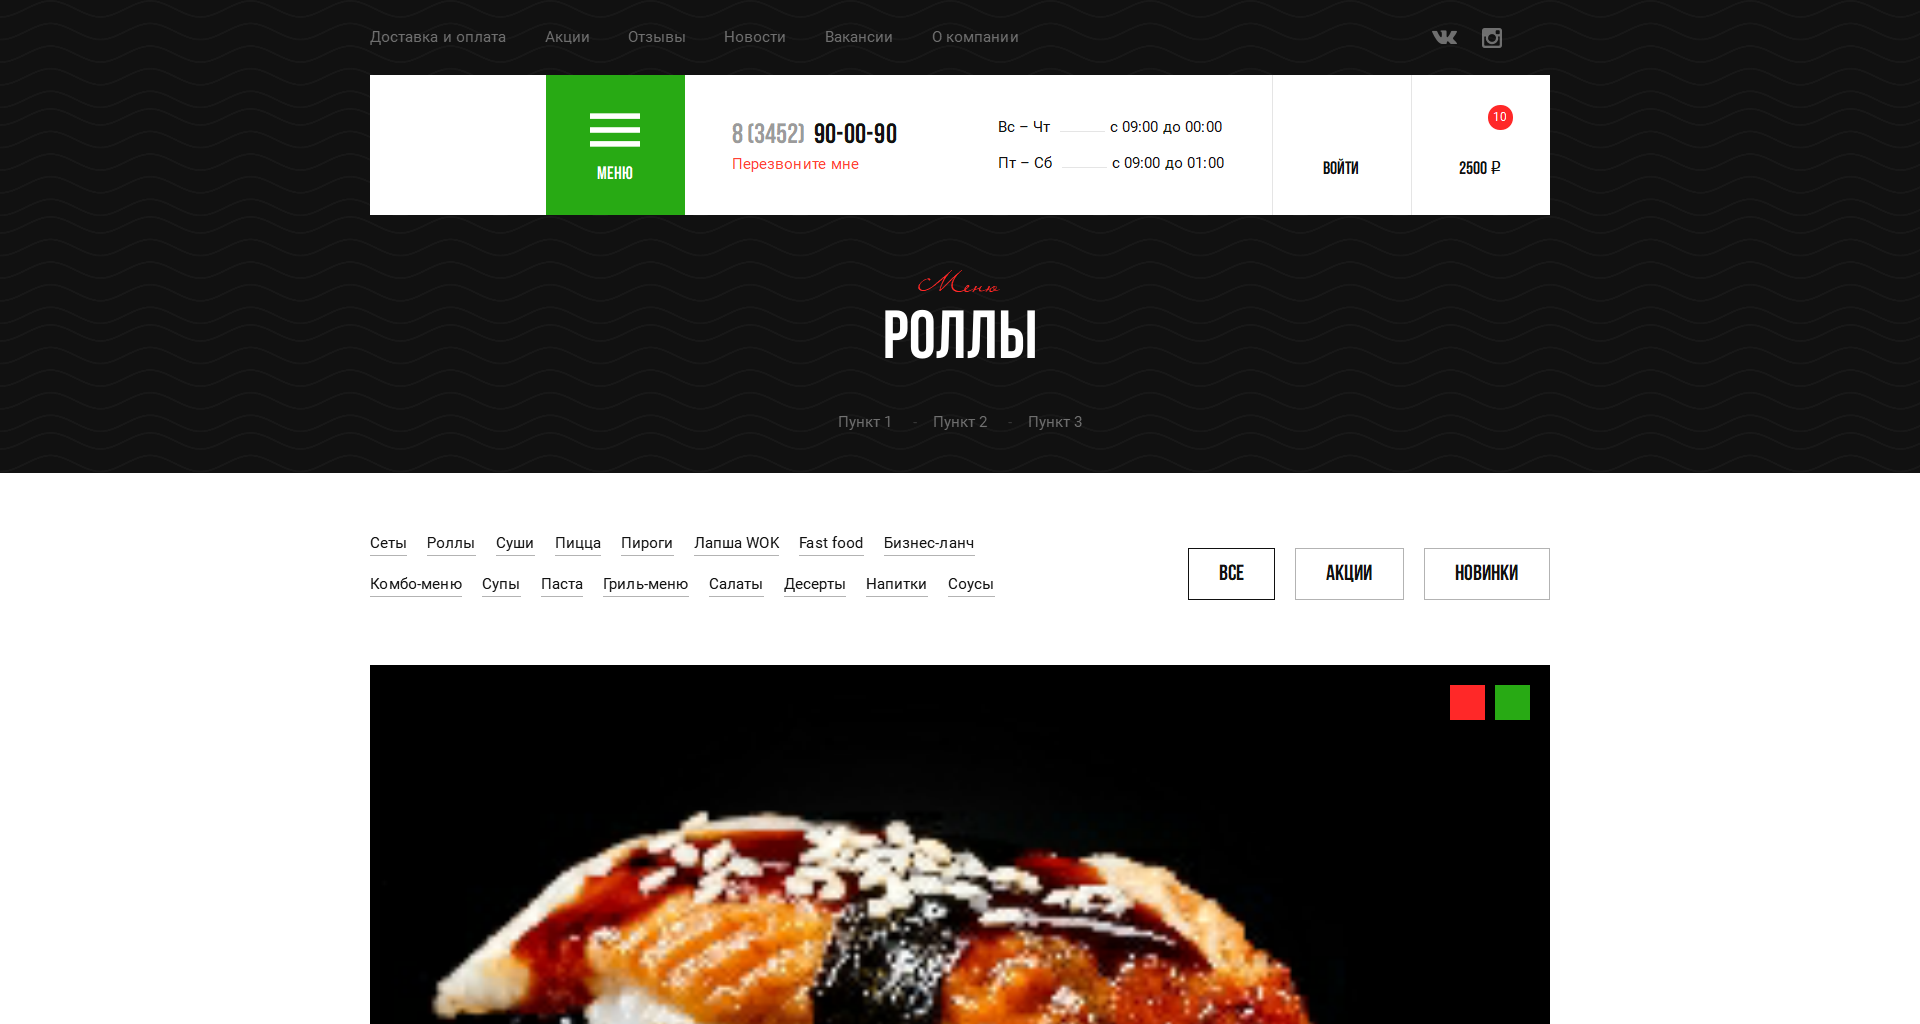 Доставка и оплата Акции Отзывы Новости Вакансии О компании
МЕНЮ
8 (3452) 90-00-90
Перезвоните мне
Вс – Чт с 09:00 до 00:00
Пт – Сб с 09:00 до 01:00
ВОЙТИ
10
2500 ₽
Меню
РОЛЛЫ
Пункт 1 - Пункт 2 - Пункт 3
Сеты Роллы Суши Пицца Пироги Лапша WOK Fast food Бизнес-ланч
Комбо-меню Супы Паста Гриль-меню Салаты Десерты Напитки Соусы
ВСЕ АКЦИИ НОВИНКИ